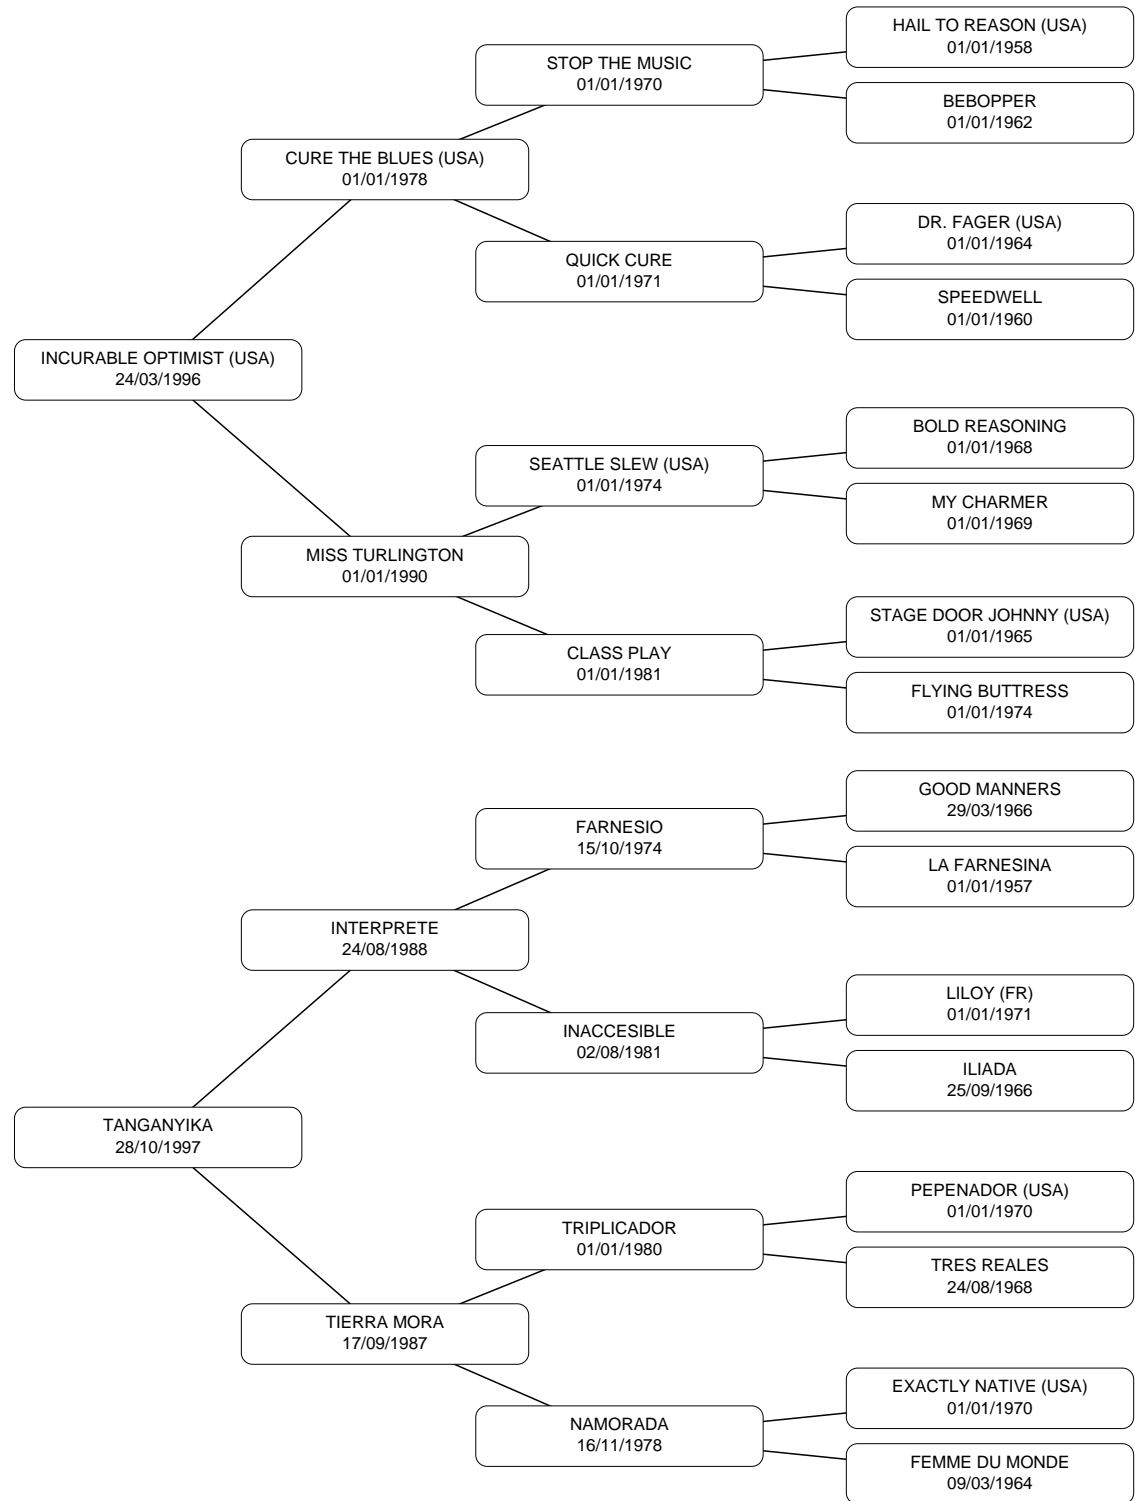 HAIL TO REASON (USA)
01/01/1958
STOP THE MUSIC
01/01/1970
BEBOPPER
01/01/1962
CURE THE BLUES (USA)
01/01/1978
DR. FAGER (USA)
01/01/1964
QUICK CURE
01/01/1971
SPEEDWELL
01/01/1960
INCURABLE OPTIMIST (USA)
24/03/1996
BOLD REASONING
01/01/1968
SEATTLE SLEW (USA)
01/01/1974
MY CHARMER
01/01/1969
MISS TURLINGTON
01/01/1990
STAGE DOOR JOHNNY (USA)
01/01/1965
CLASS PLAY
01/01/1981
FLYING BUTTRESS
01/01/1974
GOOD MANNERS
29/03/1966
FARNESIO
15/10/1974
LA FARNESINA
01/01/1957
INTERPRETE
24/08/1988
LILOY (FR)
01/01/1971
INACCESIBLE
02/08/1981
ILIADA
25/09/1966
TANGANYIKA
28/10/1997
PEPENADOR (USA)
01/01/1970
TRIPLICADOR
01/01/1980
TRES REALES
24/08/1968
TIERRA MORA
17/09/1987
EXACTLY NATIVE (USA)
01/01/1970
NAMORADA
16/11/1978
FEMME DU MONDE
09/03/1964